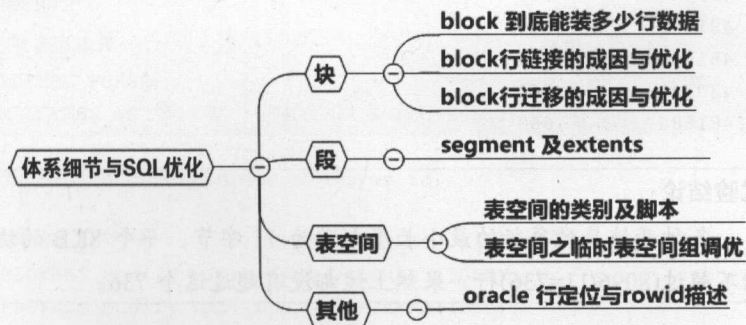 体系细节与SQL优化
块
block 到底能装多少行数据
block行链接的成因与优化
block行迁移的成因与优化
段
segment 及extents
表空间
表空间的类别及脚本
表空间之临时表空间组调优
其他
oracle 行定位与rowid描述